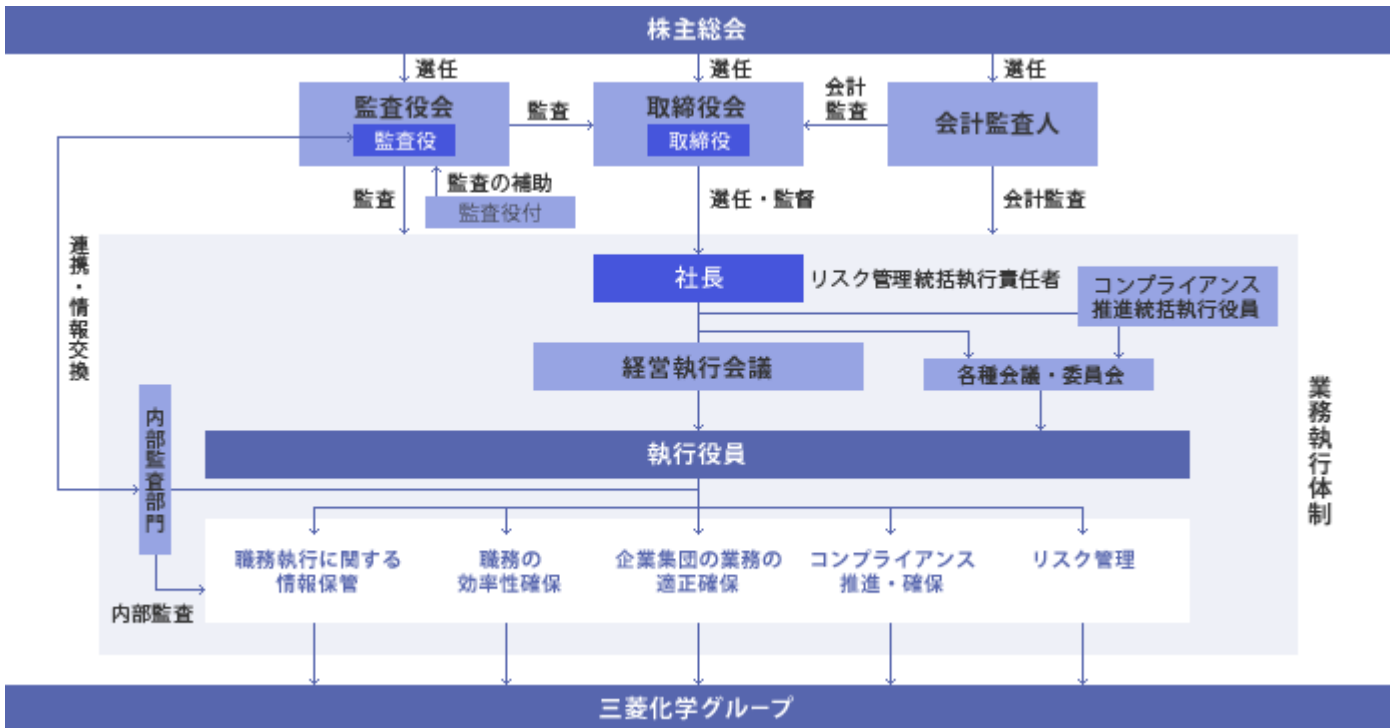 株主総会
選任
選任
選任
監査役会
監査役
監査
取締役会
取締役
会計
監査
会計監査人
監査
監査の補助
監査役付
選任・監督
会計監査
連携・情報交換
社長
リスク管理統括執行責任者
コンプライアンス
推進統括執行役員
経営執行会議
各種会議・委員会
業務執行体制
内部監査部門
執行役員
職務執行に関する
情報保管
職務の
効率性確保
企業集団の業務の
適正確保
コンプライアンス
推進・確保
リスク管理
内部監査
三菱化学グループ